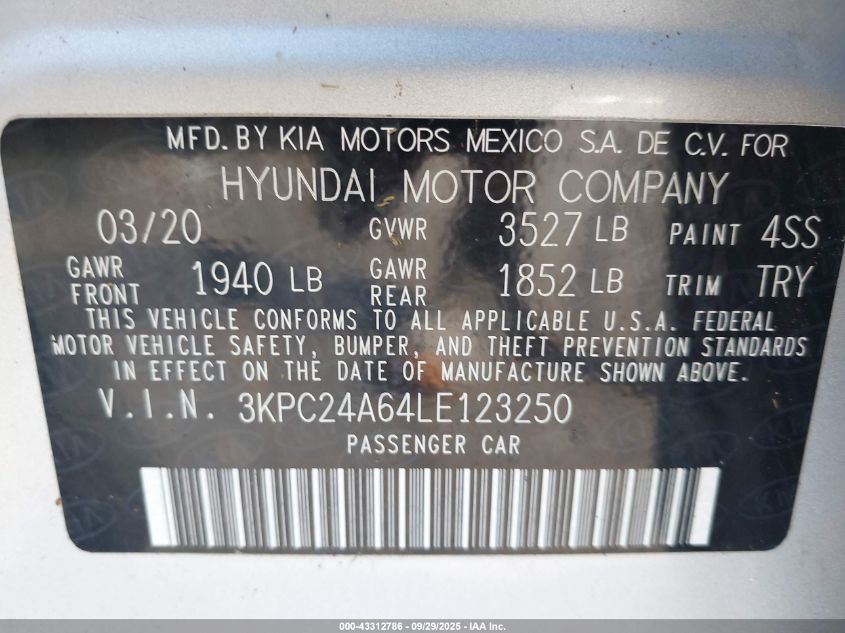 MFD. BY KIA MOTORS MEXICO S.A. DE C.V. FOR
HYUNDAI MOTOR COMPANY
03/20 GVWR 3527 LB PAINT 4SS
GAWR FRONT 1940 LB GAWR REAR 1852 LB TRIM TRY
THIS VEHICLE CONFORMS TO ALL APPLICABLE U.S.A. FEDERAL
MOTOR VEHICLE SAFETY, BUMPER, AND THEFT PREVENTION STANDARDS
IN EFFECT ON THE DATE OF MANUFACTURE SHOWN ABOVE.
V.I.N. 3KPC24A64LE123250
PASSENGER CAR
000-43312786 - 09/29/2025 - IAA Inc.